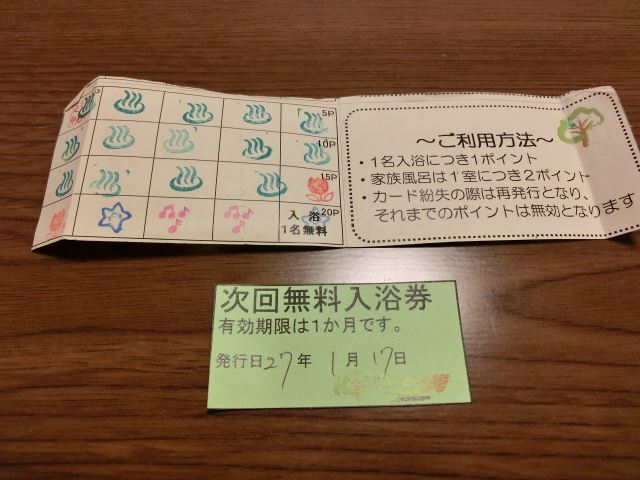 5P
10P
15P
20P
入浴
1名無料
～ご利用方法～
・1名入浴につき1ポイント
・家族風呂は1室につき2ポイント
・カード紛失の際は再発行となり、
それまでのポイントは無効となります
次回無料入浴券
有効期限は1か月です。
発行日27年 1月 17日